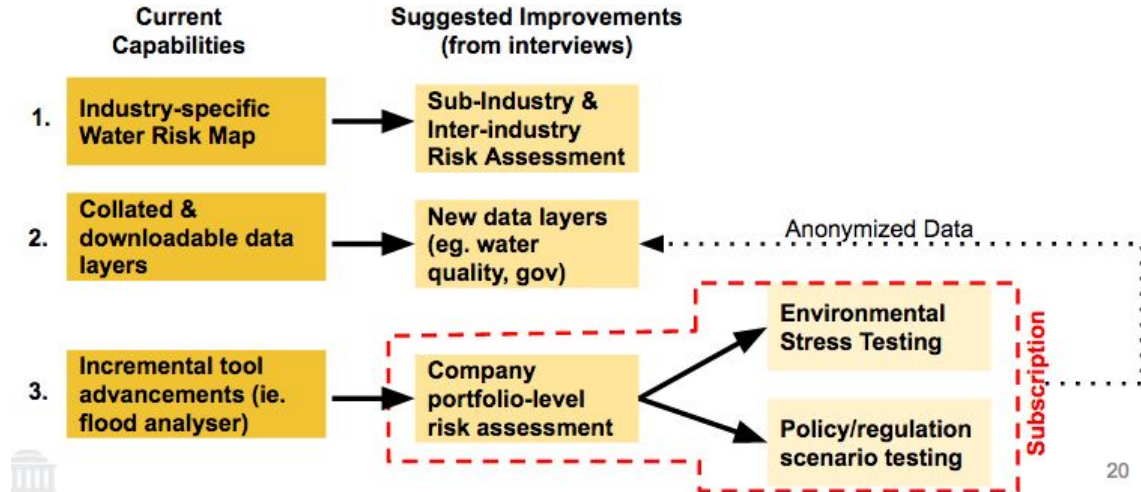 Current
Capabilities
Suggested Improvements
(from interviews)
1.
Industry-specific
Water Risk Map
Sub-Industry &
Inter-industry
Risk Assessment
2.
Collated &
downloadable data
layers
New data layers
(eg. water
quality, gov)
Anonymized Data
3.
Incremental tool
advancements (ie.
flood analyser)
Company
portfolio-level
risk assessment
Environmental
Stress Testing
Policy/regulation
scenario testing
Subscription
20